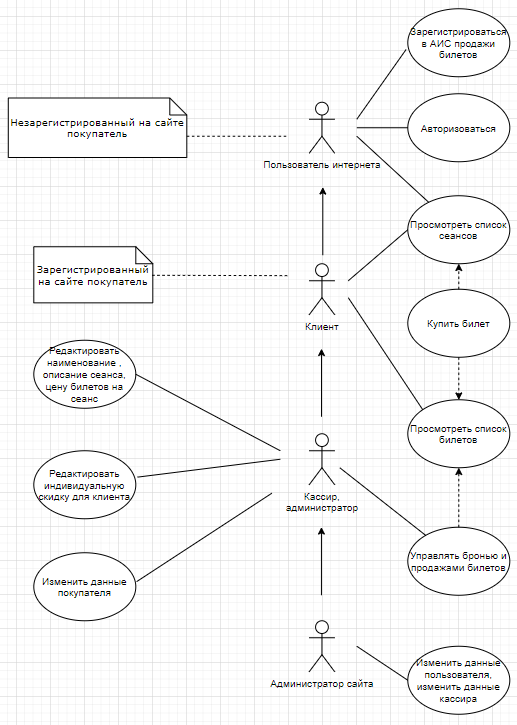 Зарегистрироваться
в АИС продажи
билетов
Незарегистрированный на сайте
покупатель
Авторизоваться
Пользователь интернета
Просмотреть список
сеансов
Зарегистрированный
на сайте покупатель
Клиент
Купить билет
Редактировать
наименование ,
описание сеанса,
цену билетов на
сеанс
Просмотреть список
билетов
Редактировать
индивидуальную
скидку для клиента
Кассир,
администратор
Управлять бронью и
продажами билетов
Изменить данные
покупателя
Администратор сайта
Изменить данные
пользователя,
изменить данные
кассира